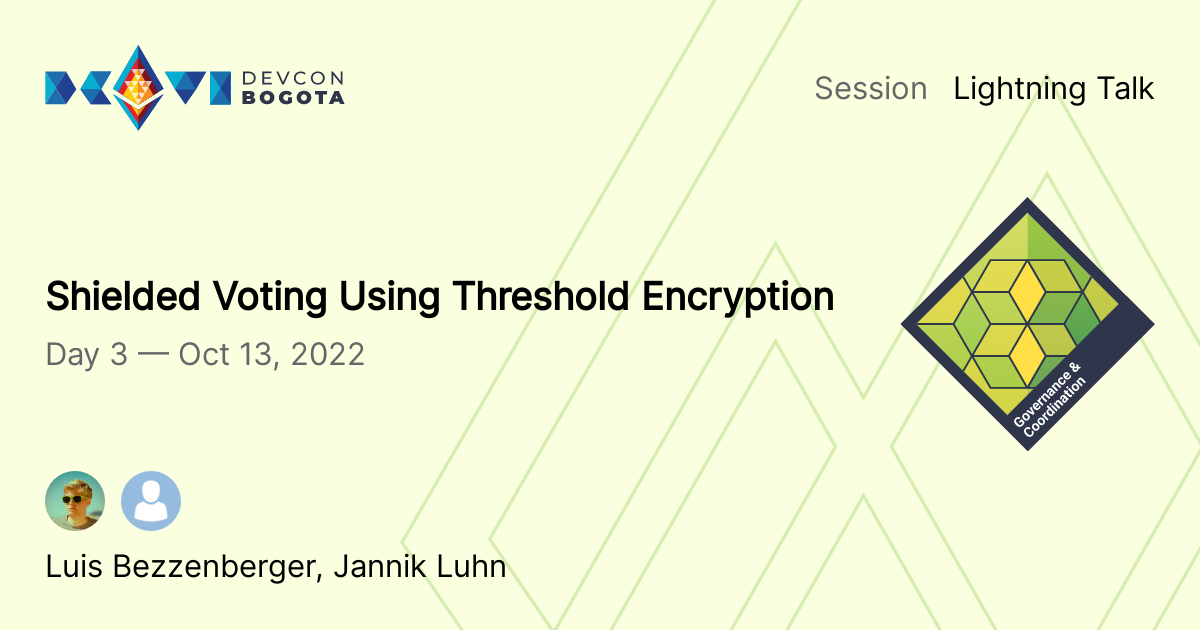 DEVCON
BOGOTA
Session Lightning Talk
Shielded Voting Using Threshold Encryption
Day 3 — Oct 13, 2022
Governance &
Coordination
Luis Bezzenberger, Jannik Luhn